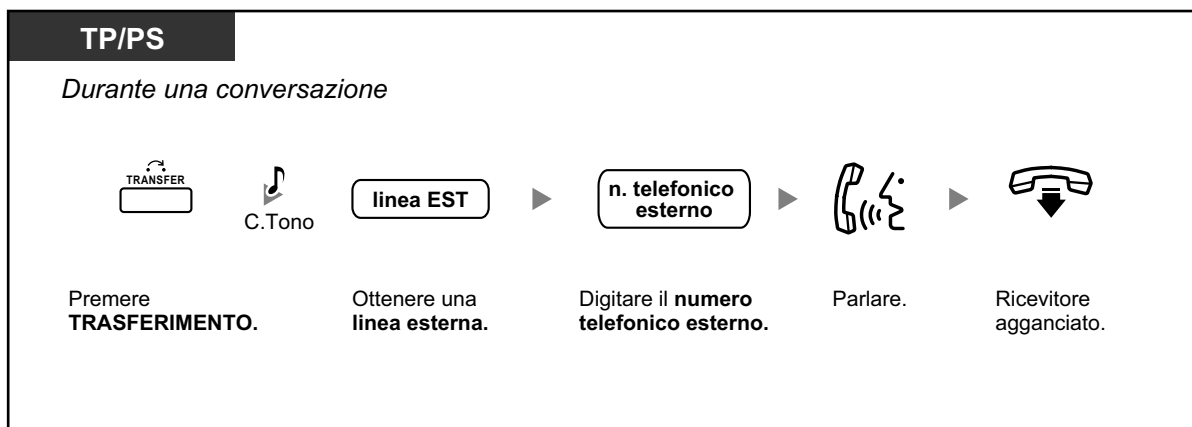 TP/PS
Durante una conversazione
TRANSFER
C.Tono
linea EST
n. telefonico
esterno
Premere
TRASFERIMENTO.
Ottenere una
linea esterna.
Digitare il numero
telefonico esterno.
Parlare.
Ricevitore
agganciato.